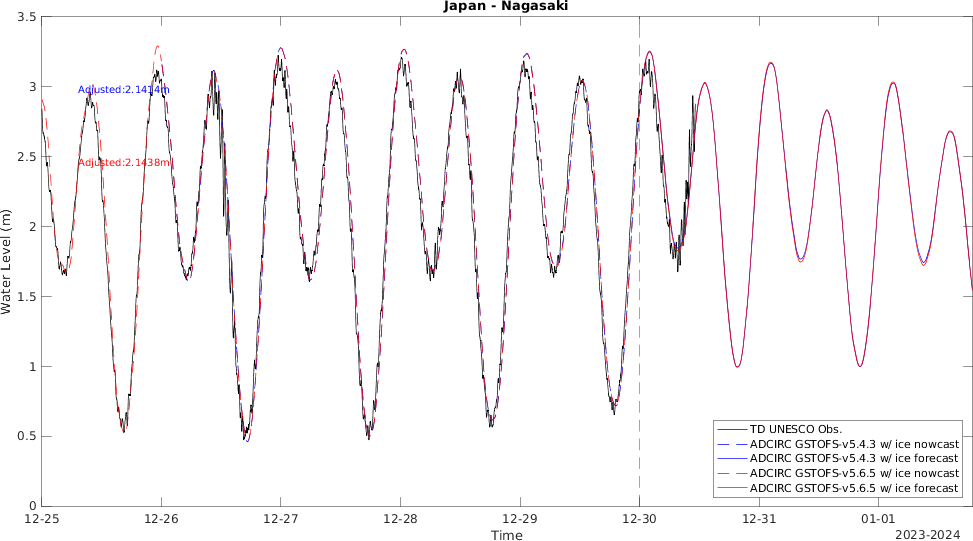 Japan - Nagasaki
3.5
3
2.5
2
1.5
1
0.5
0
Water Level (m)
Adjusted:2.1414m
Adjusted:2.1438m
TD UNESCO Obs.
ADCIRC GSTOFS-v5.4.3 w/ ice nowcast
ADCIRC GSTOFS-v5.4.3 w/ ice forecast
ADCIRC GSTOFS-v5.6.5 w/ ice nowcast
ADCIRC GSTOFS-v5.6.5 w/ ice forecast
12-25 12-26 12-27 12-28 12-29 12-30 12-31 01-01
Time
2023-2024